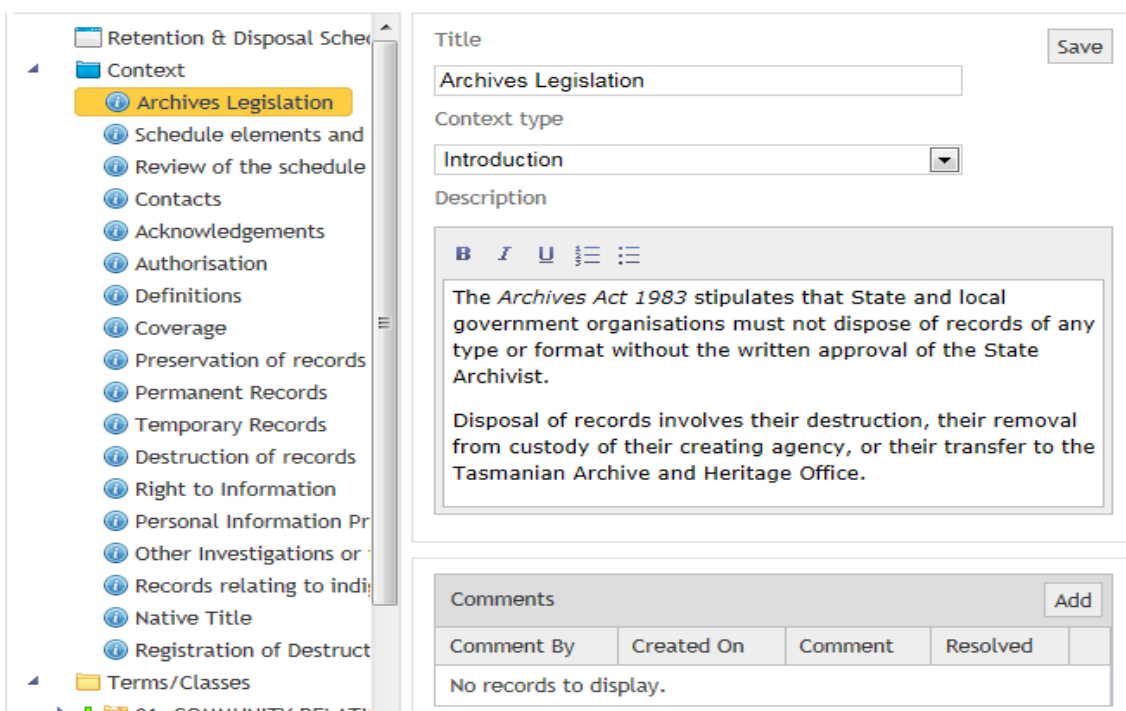 Retention & Disposal Sche
Context
Archives Legislation
Schedule elements and
Review of the schedule
Contacts
Acknowledgements
Authorisation
Definitions
Coverage
Preservation of records
Permanent Records
Temporary Records
Destruction of records
Right to Information
Personal Information Pr
Other Investigations or
Records relating to indi
Native Title
Registration of Destruct
Terms/Classes
Title
Save
Archives Legislation
Context type
Introduction
Description
B I U
The Archives Act 1983 stipulates that State and local
government organisations must not dispose of records of any
type or format without the written approval of the State
Archivist.
Disposal of records involves their destruction, their removal
from custody of their creating agency, or their transfer to the
Tasmanian Archive and Heritage Office.
Comments
Add
Comment By Created On Comment Resolved
No records to display.